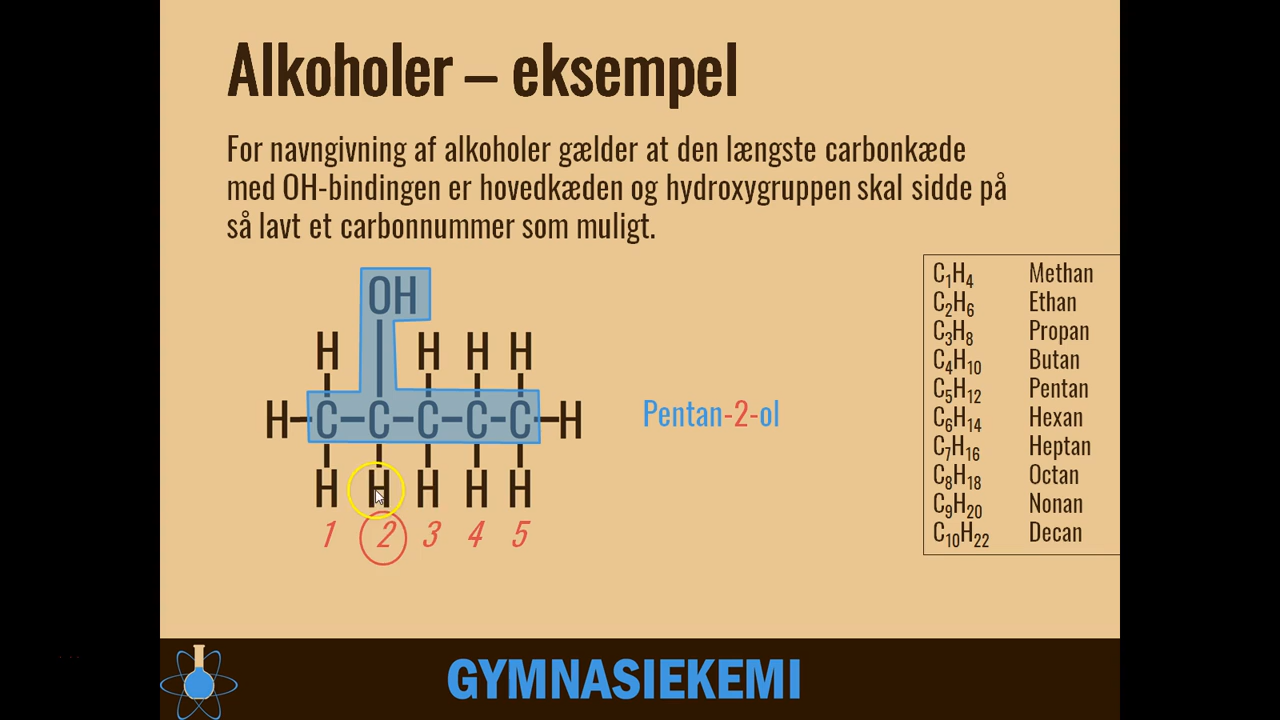 Alkoholer – eksempel
For navngivning af alkoholer gælder at den længste carbonkæde
med OH-bindingen er hovedkæden og hydroxygruppen skal sidde på
så lavt et carbonnummer som muligt.
OH
H H H H
H–C–C–C–C–C–H
H H H H H
1 2 3 4 5
Pentan-2-ol
C₁H₄ Methan
C₂H₆ Ethan
C₃H₈ Propan
C₄H₁₀ Butan
C₅H₁₂ Pentan
C₆H₁₄ Hexan
C₇H₁₆ Heptan
C₈H₁₈ Octan
C₉H₂₀ Nonan
C₁₀H₂₂ Decan
GYMNASIEKEMI